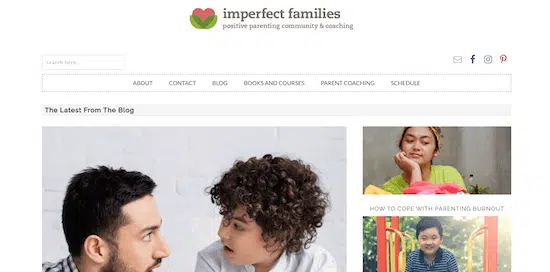 imperfect families
positive parenting community & coaching
search here...
ABOUT CONTACT BLOG BOOKS AND COURSES PARENT COACHING SCHEDULE
The Latest From The Blog
HOW TO COPE WITH PARENTING BURNOUT